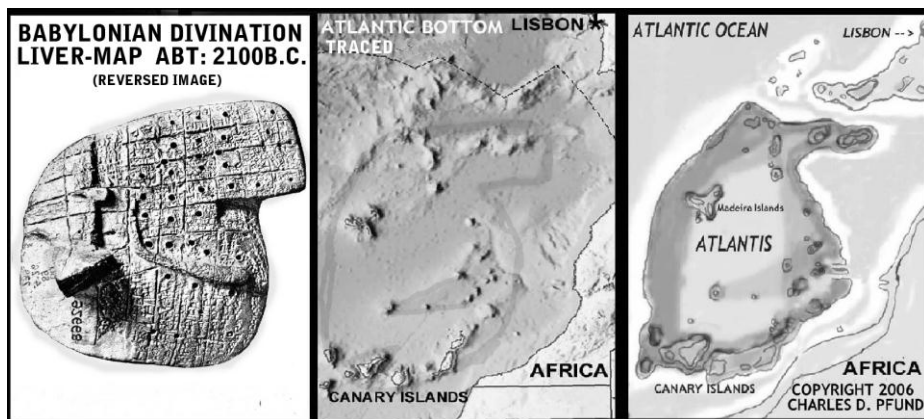 BABYLONIAN DIVINATION
LIVER-MAP ABT: 2100B.C.
(REVERSED IMAGE)
ATLANTIC BOTTOM
TRACED
LISBON
CANARY ISLANDS
AFRICA
ATLANTIC OCEAN
LISBON -->
Madeira Islands
ATLANTIS
CANARY ISLANDS
AFRICA
COPYRIGHT 2006
CHARLES D. PFUND